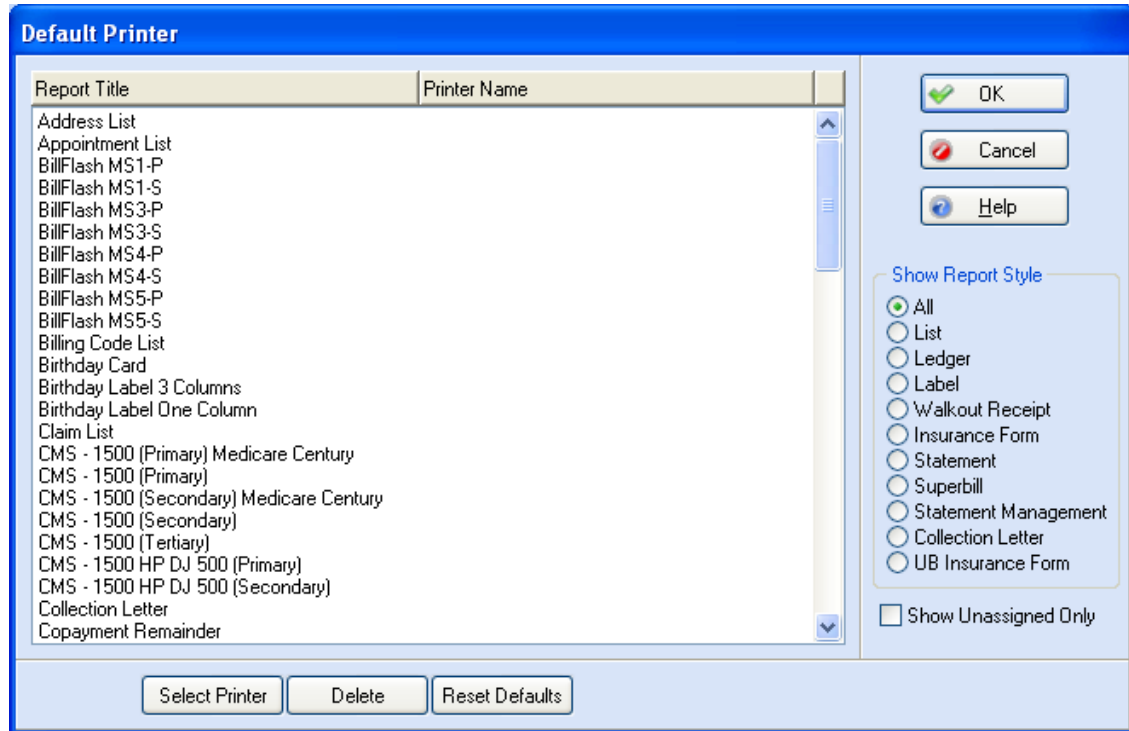 Default Printer
Report Title Printer Name
Address List
Appointment List
BillFlash MS1-P
BillFlash MS1-S
BillFlash MS3-P
BillFlash MS3-S
BillFlash MS4-P
BillFlash MS4-S
BillFlash MS5-P
BillFlash MS5-S
Billing Code List
Birthday Card
Birthday Label 3 Columns
Birthday Label One Column
Claim List
CMS - 1500 (Primary) Medicare Century
CMS - 1500 (Primary)
CMS - 1500 (Secondary) Medicare Century
CMS - 1500 (Secondary)
CMS - 1500 (Tertiary)
CMS - 1500 HP DJ 500 (Primary)
CMS - 1500 HP DJ 500 (Secondary)
Collection Letter
Copayment Remainder
OK
Cancel
Help
Show Report Style
All
List
Ledger
Label
Walkout Receipt
Insurance Form
Statement
Superbill
Statement Management
Collection Letter
UB Insurance Form
Show Unassigned Only
Select Printer Delete Reset Defaults